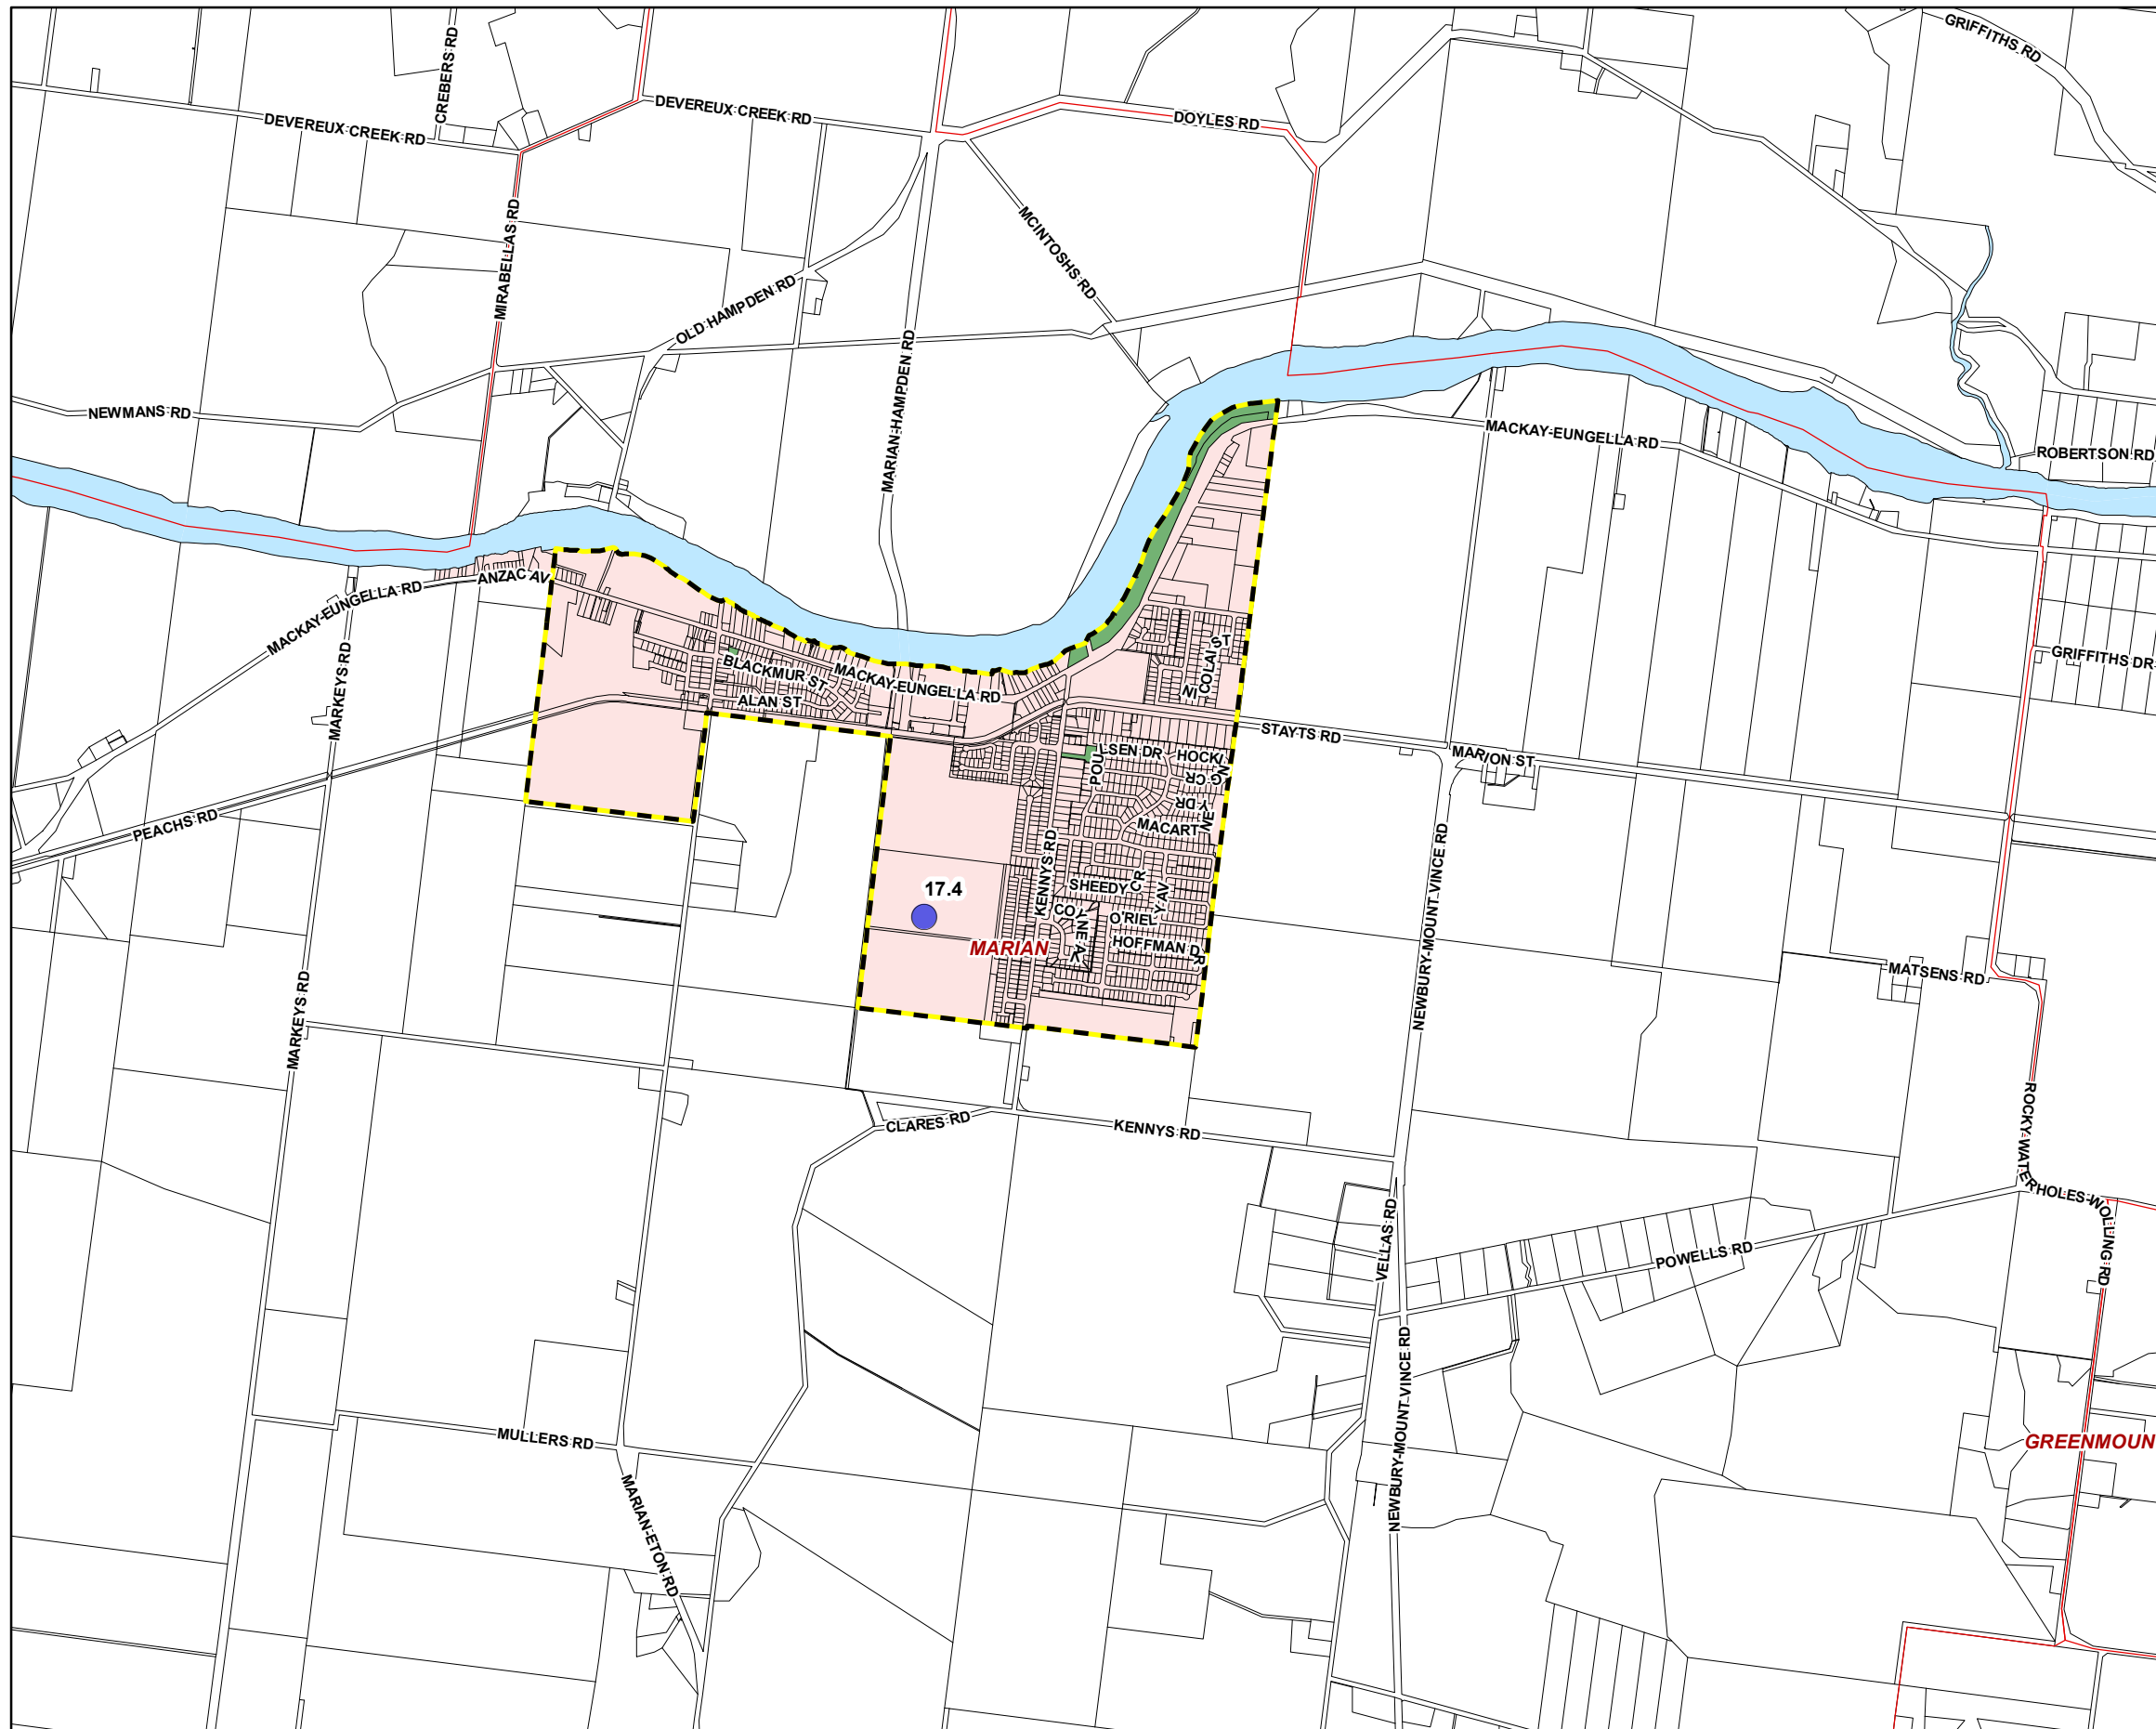 GRIFFITHS RD
CREBERS RD
DEVEREUX CREEK RD
DEVEREUX CREEK RD
DOYLES RD
MIRABELLAS RD
MCINTOSHS RD
OLD HAMPDEN RD
MARIAN-HAMPDEN RD
NEWMANS RD
MACKAY-EUNGELLA RD
ROBERTSON RD
ANZAC AV
MACKAY-EUNGELLA RD
MARKEYS RD
BLACKMUR ST
MACKAY-EUNGELLA RD
ALAN ST
NICOLAI ST
GRIFFITHS DR
STAYTS RD
MARION ST
POULSEN DR
HOCKING CR
PEACHS RD
MACARTNEY DR
KENNYS RD
NEWBURY-MOUNT VINCE RD
17.4
SHEEDY CR
COYNE AV
O'RIELY AV
MARIAN
HOFFMAN DR
MATSENS RD
MARKEYS RD
CLARES RD
KENNYS RD
ROCKY WATERHOLES-WOLLINGI RD
VELLAS RD
POWELLS RD
NEWBURY-MOUNT VINCE RD
MULLERS RD
GREENMOUN
MARIAN-ETON RD